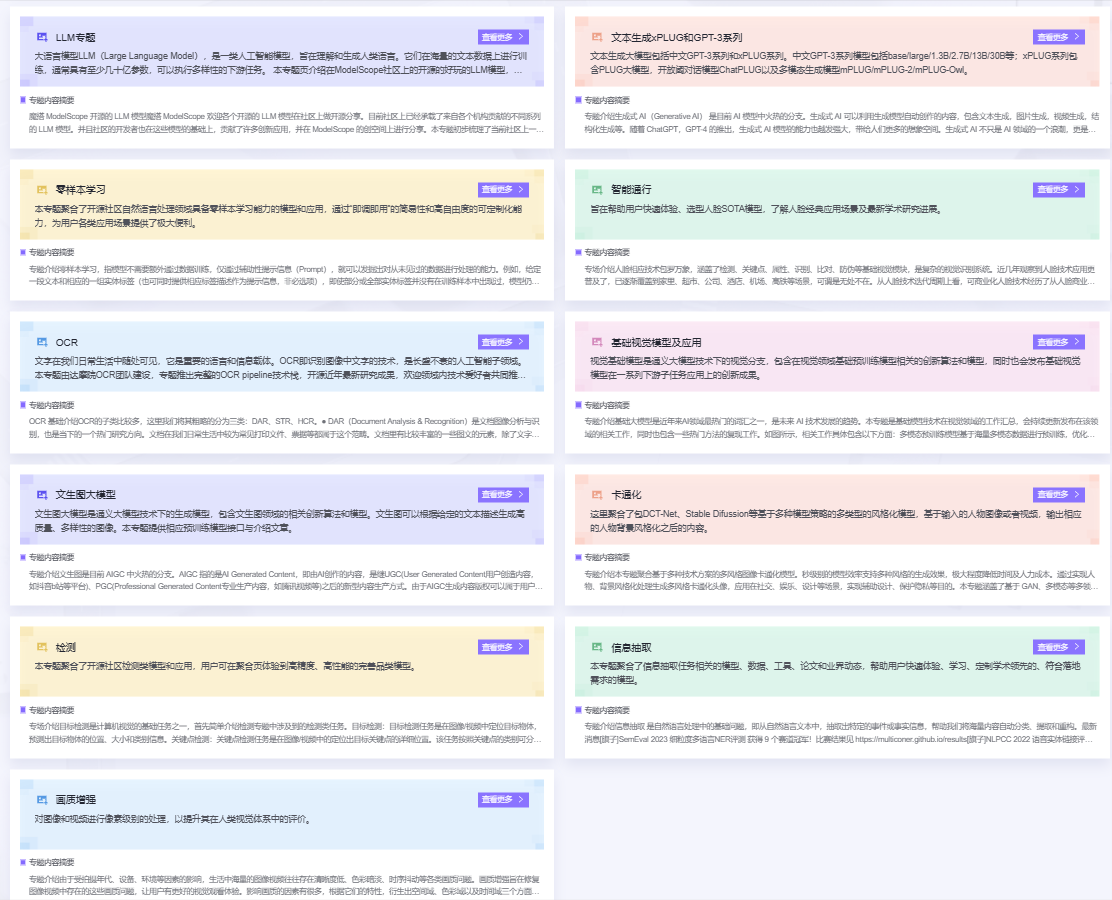 LLM专题
查看更多 >
大语言模型LLM（Large Language Model），是一类人工智能模型，旨在理解和生成人类语言。它们在海量的文本数据上进行训
练，通常具有至少几十亿参数，可以执行多样性的下游任务。 本专题页介绍在ModelScope社区上的开源的好玩的LLM模型，...
专题内容摘要
魔搭 ModelScope 开源的 LLM 模型魔搭 ModelScope 欢迎各个开源的 LLM 模型在社区上做开源分享。目前社区上已经承载了来自各个机构贡献的不同系列
的 LLM 模型。并且社区的开发者也在这些模型的基础上，贡献了许多创新应用，并在 ModelScope 的创空间上进行分享。本专题初步梳理了当前社区上一...
文本生成xPLUG和GPT-3系列
查看更多 >
文本生成大模型包括中文GPT-3系列和xPLUG系列。中文GPT-3系列模型包括base/large/1.3B/2.7B/13B/30B等；xPLUG系列包
含PLUG大模型，开放阈对话模型ChatPLUG以及多模态生成模型mPLUG/mPLUG-2/mPLUG-Owl。
专题内容摘要
专题介绍生成式 AI（Generative AI） 是目前 AI 模型中火热的分支。生成式 AI 可以利用生成模型自动创作的内容，包含文本生成，图片生成，视频生成，结
构化生成等。随着 ChatGPT，GPT-4 的推出，生成式 AI 模型的能力也越发强大，带给人们更多的想象空间。生成式 AI 不只是 AI 领域的一个浪潮，更是...
零样本学习
查看更多 >
本专题聚合了开源社区自然语言处理领域具备零样本学习能力的模型和应用，通过“即调即用”的简易性和高自由度的可定制化能
力，为用户各类应用场景提供了极大便利。
专题内容摘要
专题介绍零样本学习，指模型不需要额外通过数据训练，仅通过辅助性提示信息（Prompt），就可以发掘出对从未见过的数据进行处理的能力。例如，给定
一段文本和相应的一组实体标签（也可同时提供相应标签描述作为提示信息，非必选项），即使部分或全部实体标签并没有在训练样本中出现过，模型仍...
智能通行
查看更多 >
旨在帮助用户快速体验、选型人脸SOTA模型，了解人脸经典应用场景及最新学术研究进展。
专题内容摘要
专场介绍人脸相应技术包罗万象，涵盖了检测、关键点、属性、识别、比对、防伪等基础视觉模块，是复杂的视觉识别系统。近几年观察到人脸技术应用更
普及了，已逐渐覆盖到家里、超市、公司、酒店、机场、高铁等场景，可谓是无处不在。从人脸技术迭代周期上看，可商业化人脸技术经历了从人脸商业...
OCR
查看更多 >
文字在我们日常生活中随处可见，它是重要的语言和信息载体。OCR即识别图像中文字的技术，是长盛不衰的人工智能子领域。
本专题由达摩院OCR团队建设，专题推出完整的OCR pipeline技术栈，开源近年最新研究成果，欢迎领域内技术爱好者共同推...
专题内容摘要
OCR 基础介绍OCR的子类比较多，这里我们将其粗略的分为三类：DAR、STR、HCR。● DAR（Document Analysis & Recognition）是文档图像分析与识
别，也是当下的一个热门研究方向。文档在我们日常生活中较为常见打印文件、票据等都属于这个范畴。文档里有比较丰富的一些图文的元素，除了文字...
基础视觉模型及应用
查看更多 >
视觉基础模型是通义大模型技术下的视觉分支，包含在视觉领域基础预训练模型相关的创新算法和模型，同时也会发布基础视觉
模型在一系列下游子任务应用上的创新成果。
专题内容摘要
专题介绍基础大模型是近年来AI领域最热门的词汇之一，是未来 AI 技术发展的趋势。本专题是基础模型技术在视觉领域的工作汇总，会持续更新发布在该领
域的相关工作，同时也包含一些热门方法的复现工作。如图所示，相关工作具体包含以下方面：多模态预训练模型基于海量多模态数据进行预训练，优化...
文生图大模型
查看更多 >
文生图大模型是通义大模型技术下的生成模型，包含文生图领域的相关创新算法和模型。文生图可以根据给定的文本描述生成高
质量、多样性的图像。本专题提供相应预训练模型接口与介绍文章。
专题内容摘要
专题介绍文生图是目前 AIGC 中火热的分支。AIGC 指的是AI Generated Content，即由AI创作的内容，是继UGC(User Generated Content用户创造内容，
如抖音b站等平台)，PGC(Professional Generated Content专业生产内容，如腾讯视频等)之后的新型内容生产方式。由于AIGC生成内容版权可以属于用户...
卡通化
查看更多 >
这里聚合了包DCT-Net、Stable Difussion等基于多种模型策略的多类型的风格化模型，基于输入的人物图像或者视频，输出相应
的人物背景风格化之后的内容。
专题内容摘要
专题介绍本专题聚合基于多种技术方案的多风格图像卡通化模型。秒级别的模型效率支持多种风格的生成效果，极大程度降低时间及人力成本。通过实现人
物、背景风格化处理生成多风格卡通化头像，应用在社交、娱乐、设计等场景，实现辅助设计、保护隐私等目的。本专题涵盖了基于 GAN、多模态等多领...
检测
查看更多 >
本专题聚合了开源社区检测类模型和应用，用户可在聚合页体验到高精度、高性能的完善品类模型。
专题内容摘要
专场介绍目标检测是计算机视觉的基础任务之一，首先简单介绍检测专题中涉及到的检测类任务。目标检测：目标检测任务是在图像/视频中定位目标物体，
预测出目标物体的位置、大小和类别信息。关键点检测：关键点检测任务是在图像/视频中的定位出目标关键点的详细位置。该任务按照关键点的类别可分...
信息抽取
查看更多 >
本专题聚合了信息抽取任务相关的模型、数据、工具、论文和业界动态，帮助用户快速体验、学习、定制学术领先的、符合落地
需求的模型。
专题内容摘要
专题介绍信息抽取 是自然语言处理中的基础问题，即从自然语言文本中，抽取出特定的事件或事实信息，帮助我们将海量内容自动分类、提取和重构。最新
消息[旗子]SemEval 2023 细粒度多语言NER评测 获得 9 个赛道冠军！比赛结果见 https://multiconer.github.io/results[旗子]NLPCC 2022 语言实体链接评...
画质增强
查看更多 >
对图像和视频进行像素级别的处理，以提升其在人类视觉体系中的评价。
专题内容摘要
专题介绍由于受拍摄年代、设备、环境等因素的影响，生活中海量的图像视频往往存在清晰度低、色彩暗淡、时序抖动等各类画质问题。画质增强旨在修复
图像视频中存在的这些画质问题，让用户有更好的视觉观看体验。影响画质的因素有很多，根据它们的特性，衍生出空间域、色彩域以及时间域三个方面...